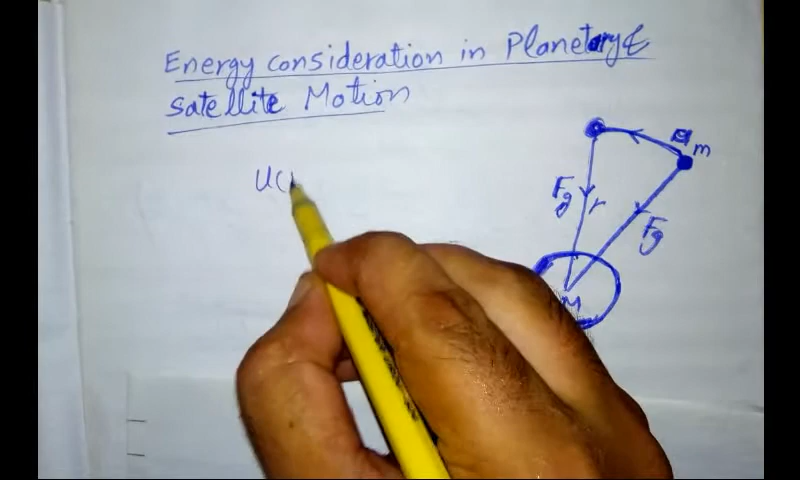 Energy consideration in Planetary &
Satellite Motion
m
U(
Fg
r
Fg
M